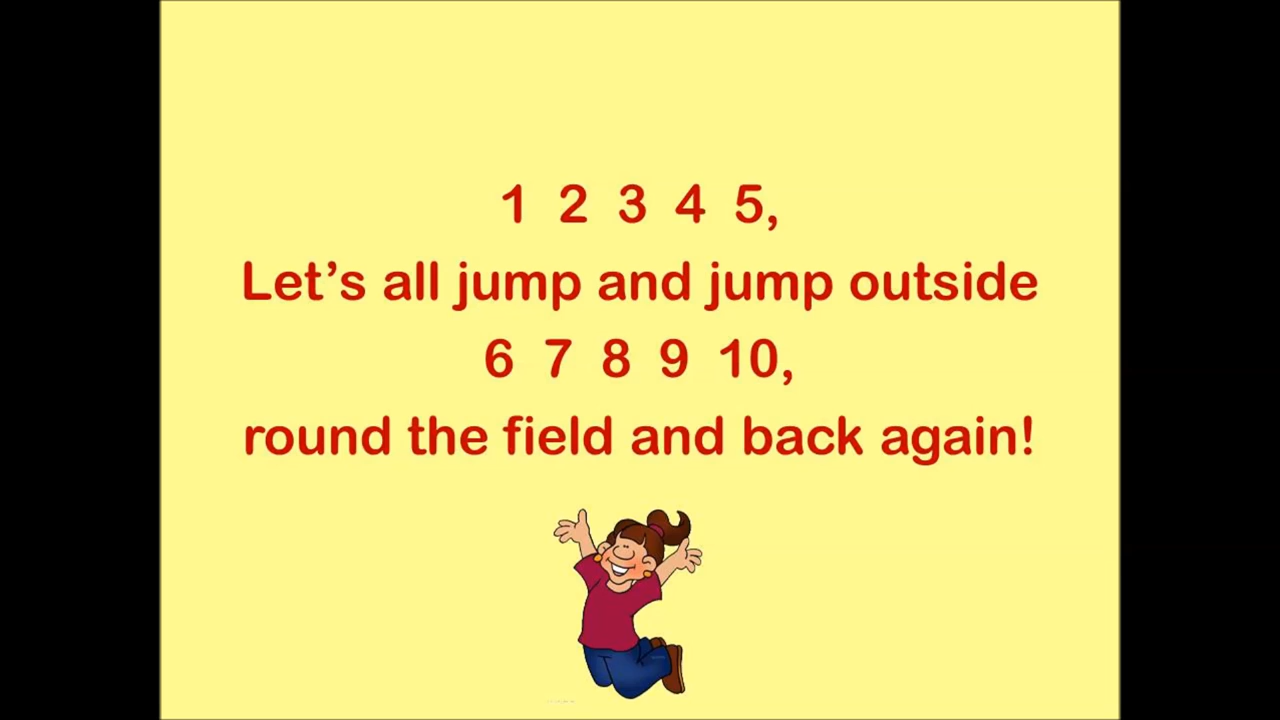 1 2 3 4 5,
Let’s all jump and jump outside
6 7 8 9 10,
round the field and back again!